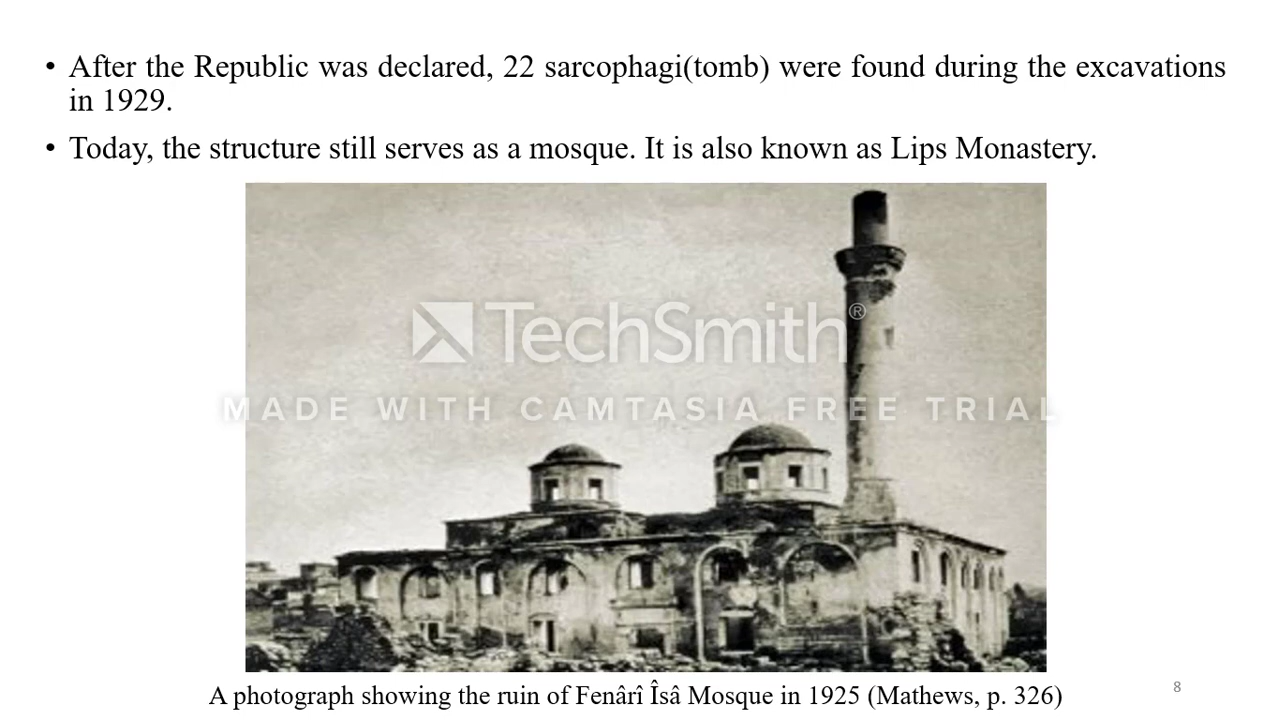 • After the Republic was declared, 22 sarcophagi(tomb) were found during the excavations
in 1929.
• Today, the structure still serves as a mosque. It is also known as Lips Monastery.
TechSmith®
MADE WITH CAMTASIA FREE TRIAL
A photograph showing the ruin of Fenârî Îsâ Mosque in 1925 (Mathews, p. 326)
8